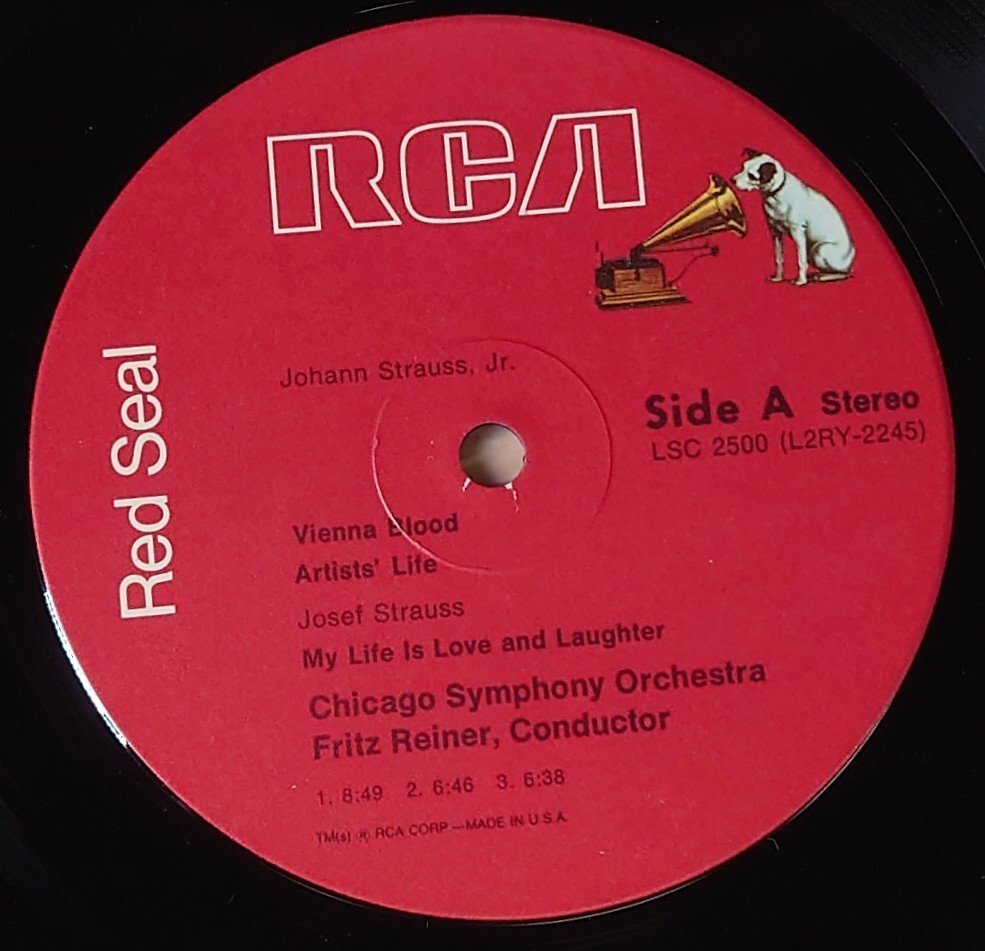 RCA
Red Seal
Johann Strauss, Jr.
Side A Stereo
LSC 2500 (L2RY-2245)
Vienna Blood
Artists' Life
Josef Strauss
My Life Is Love and Laughter
Chicago Symphony Orchestra
Fritz Reiner, Conductor
1. 8:49 2. 6:46 3. 6:38
TM(s) ® RCA CORP—MADE IN U.S.A.